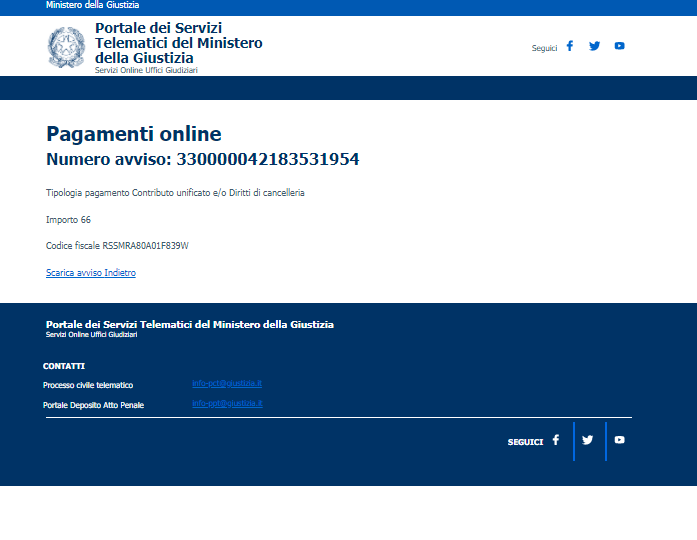 Ministero della Giustizia
Portale dei Servizi
Telematici del Ministero
della Giustizia
Servizi Online Uffici Giudiziari
Seguici
Pagamenti online
Numero avviso: 330000042183531954
Tipologia pagamento Contributo unificato e/o Diritti di cancelleria
Importo 66
Codice fiscale RSSMRA80A01F839W
Scarica avviso Indietro
Portale dei Servizi Telematici del Ministero della Giustizia
Servizi Online Uffici Giudiziari
CONTATTI
Processo civile telematico info-pct@giustizia.it
Portale Deposito Atto Penale info-ppt@giustizia.it
SEGUICI